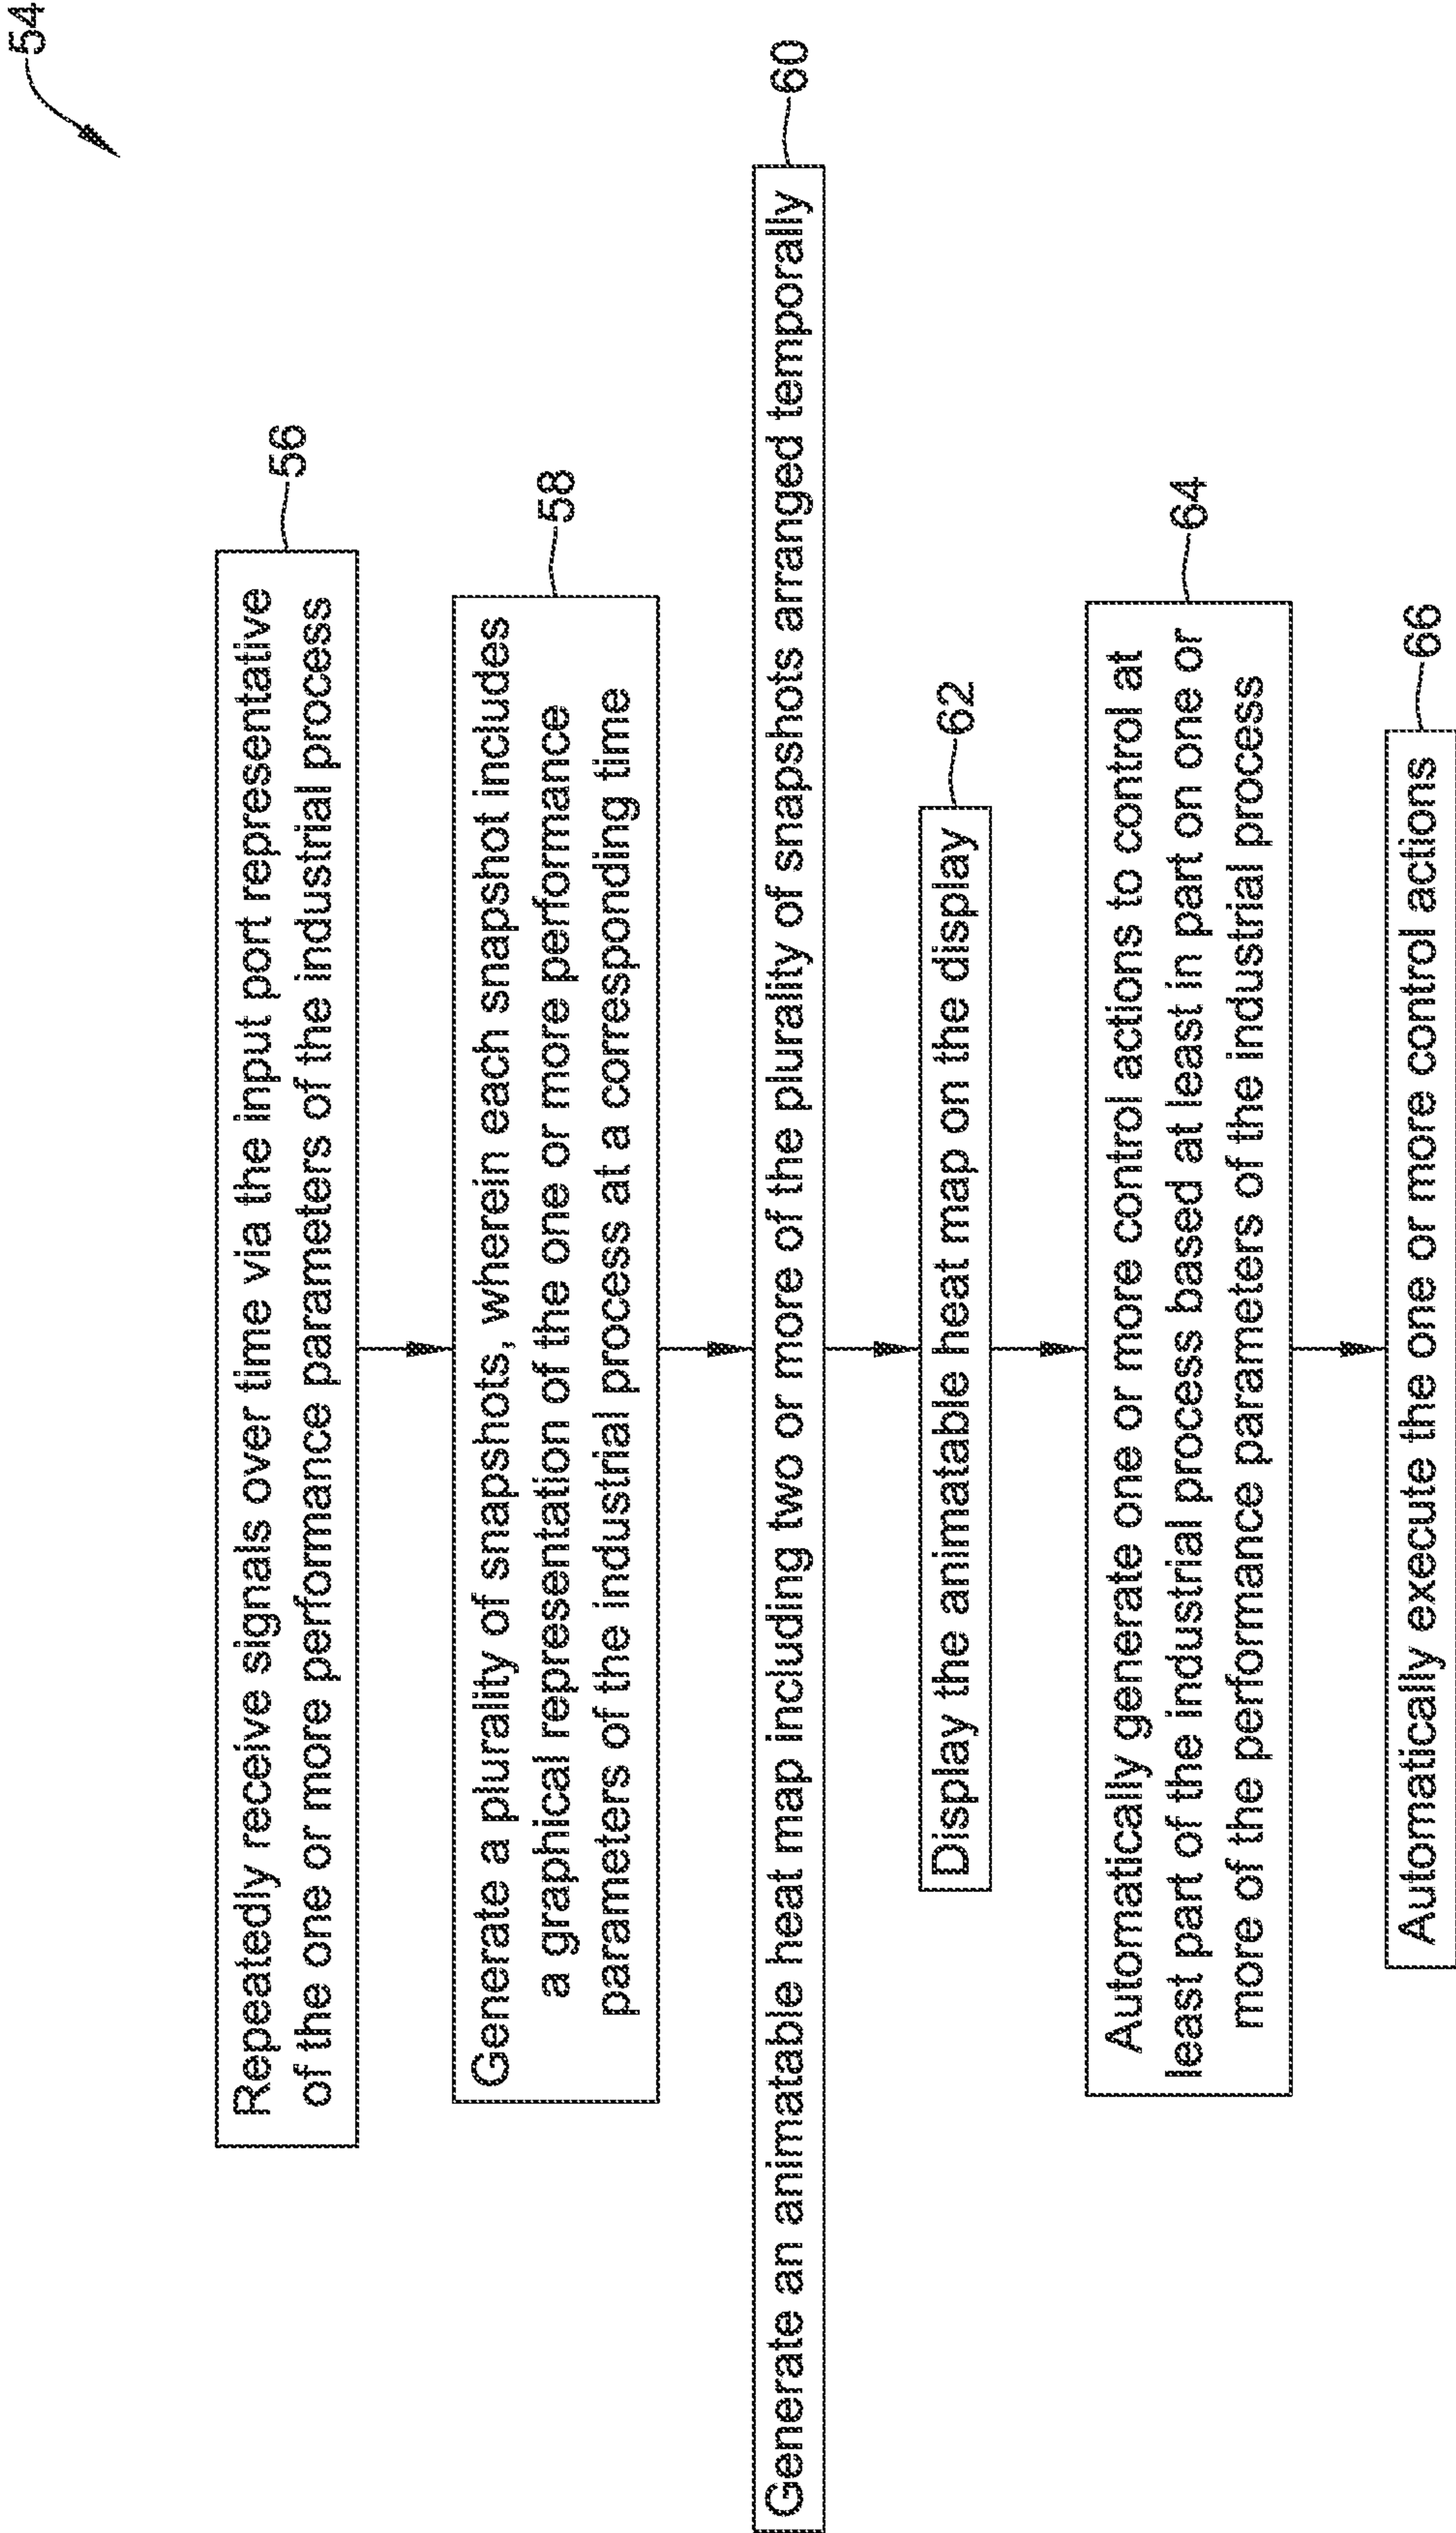 54
Repeatedly receive signals over time via the input port representative
of the one or more performance parameters of the industrial process
56
Generate a plurality of snapshots, wherein each snapshot includes
a graphical representation of the one or more performance
parameters of the industrial process at a corresponding time
58
Generate an animatable heat map including two or more of the plurality of snapshots arranged temporally
60
Display the animatable heat map on the display
62
Automatically generate one or more control actions to control at
least part of the industrial process based at least in part on one or
more of the performance parameters of the industrial process
64
Automatically execute the one or more control actions
66